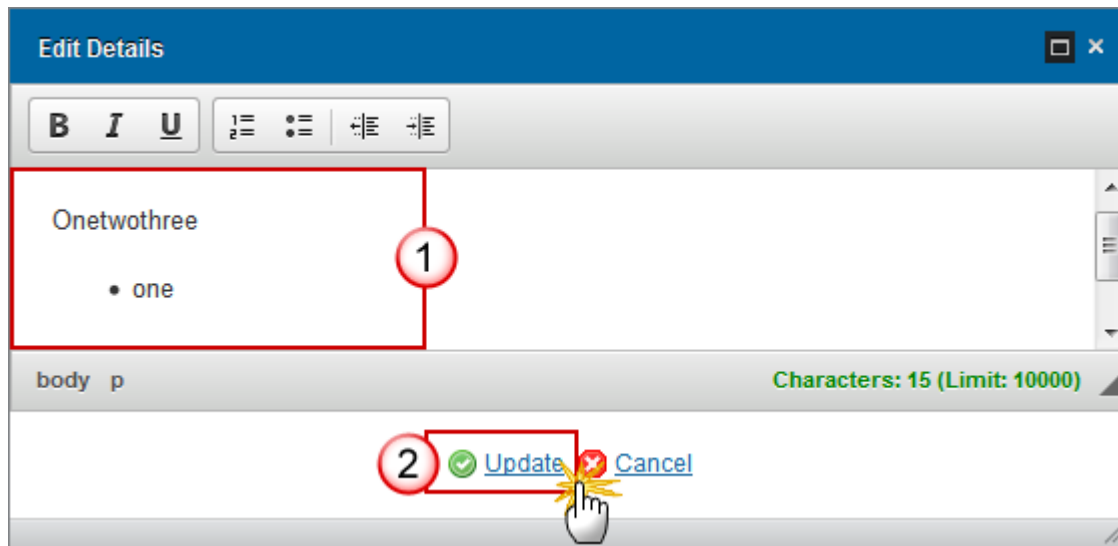 Edit Details
B I U
Onetwothree
1
• one
body p Characters: 15 (Limit: 10000)
2 Update Cancel